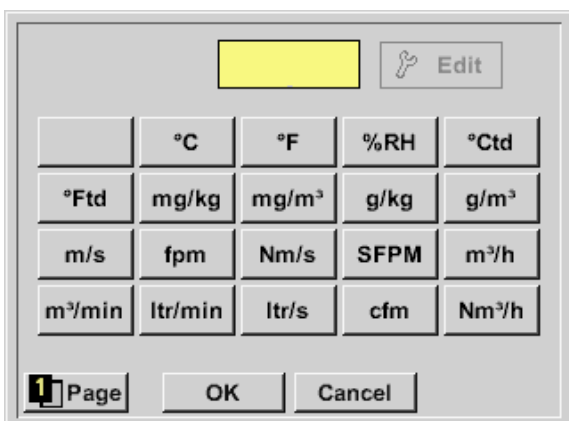 Edit
°C °F %RH °Ctd
°Ftd mg/kg mg/m³ g/kg g/m³
m/s fpm Nm/s SFPM m³/h
m³/min ltr/min ltr/s cfm Nm³/h
1 Page OK Cancel